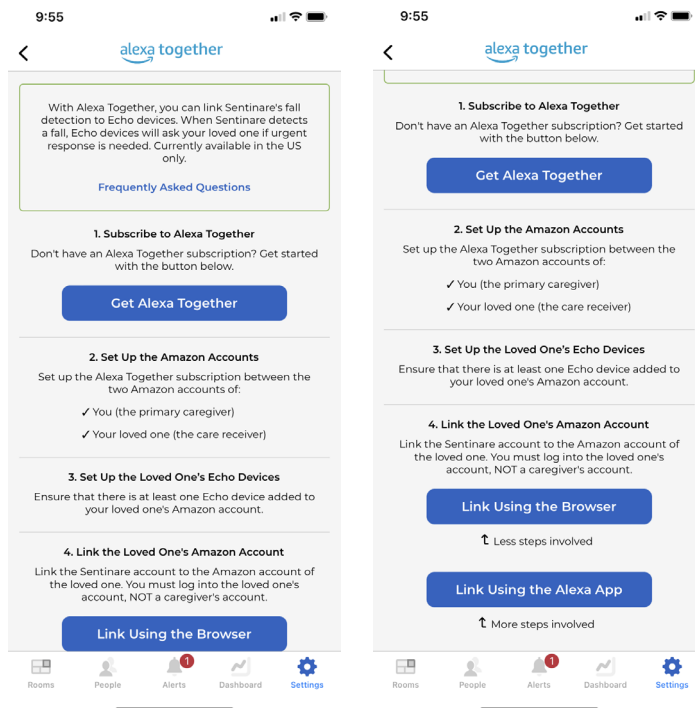 9:55
alexa together
With Alexa Together, you can link Sentinare's fall
detection to Echo devices. When Sentinare detects
a fall, Echo devices will ask your loved one if urgent
response is needed. Currently available in the US
only.
Frequently Asked Questions
1. Subscribe to Alexa Together
Don't have an Alexa Together subscription? Get started
with the button below.
Get Alexa Together
2. Set Up the Amazon Accounts
Set up the Alexa Together subscription between the
two Amazon accounts of:
✓ You (the primary caregiver)
✓ Your loved one (the care receiver)
3. Set Up the Loved One's Echo Devices
Ensure that there is at least one Echo device added to
your loved one's Amazon account.
4. Link the Loved One's Amazon Account
Link the Sentinare account to the Amazon account of
the loved one. You must log into the loved one's
account, NOT a caregiver's account.
Link Using the Browser
1
Rooms People Alerts Dashboard Settings
9:55
alexa together
1. Subscribe to Alexa Together
Don't have an Alexa Together subscription? Get started
with the button below.
Get Alexa Together
2. Set Up the Amazon Accounts
Set up the Alexa Together subscription between the
two Amazon accounts of:
✓ You (the primary caregiver)
✓ Your loved one (the care receiver)
3. Set Up the Loved One's Echo Devices
Ensure that there is at least one Echo device added to
your loved one's Amazon account.
4. Link the Loved One's Amazon Account
Link the Sentinare account to the Amazon account of
the loved one. You must log into the loved one's
account, NOT a caregiver's account.
Link Using the Browser
↑ Less steps involved
Link Using the Alexa App
↑ More steps involved
1
Rooms People Alerts Dashboard Settings